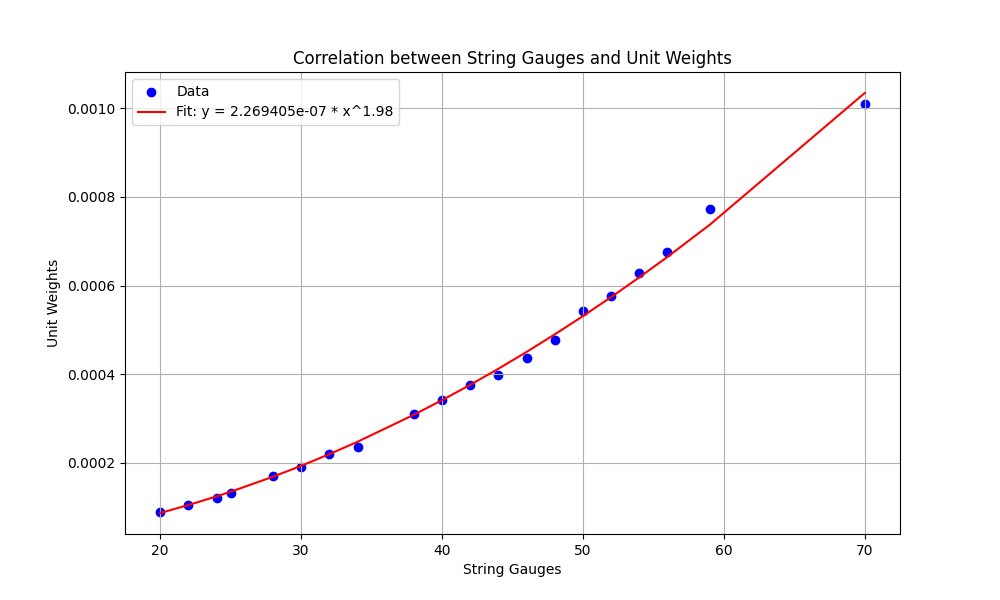 Correlation between String Gauges and Unit Weights
Data
Fit: y = 2.269405e-07 * x^1.98
0.0010
0.0008
0.0006
0.0004
0.0002
Unit Weights
20 30 40 50 60 70
String Gauges